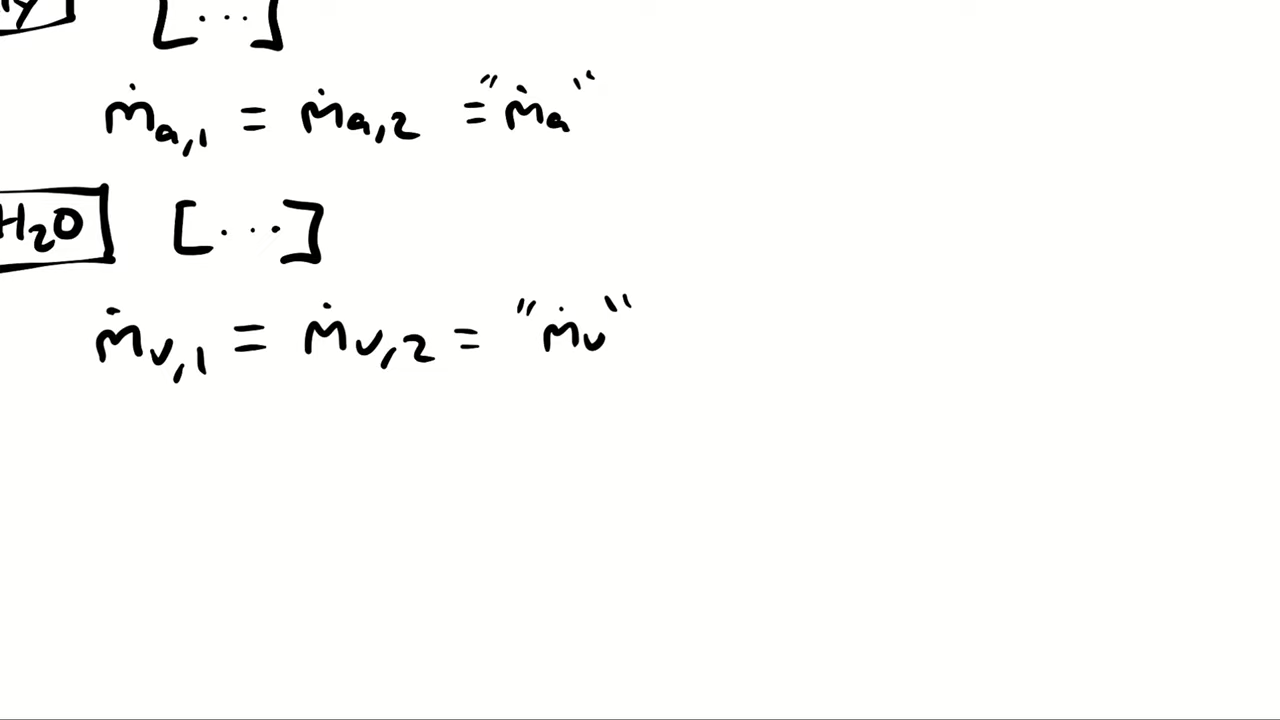 [...]
ṁa,1 = ṁa,2 = "ṁa"
H2O [...]
ṁv,1 = ṁv,2 = "ṁv"